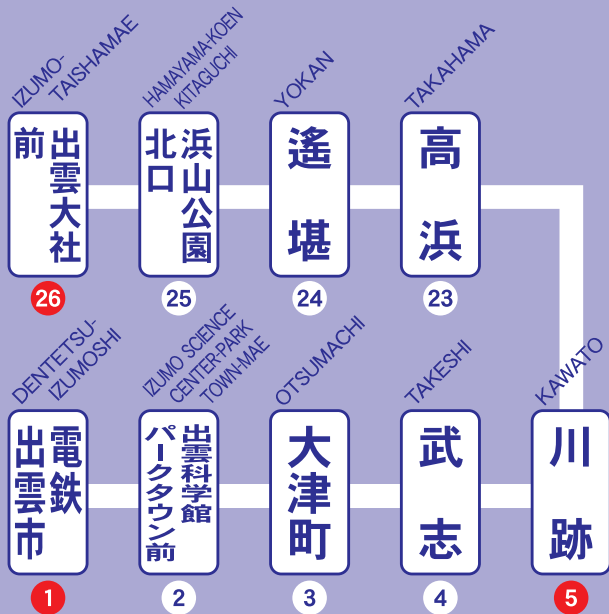 IZUMO-
TAISHAMAE
出雲大社
前
26
HAMAYAMA-KOEN
KITAGUCHI
浜山公園
北口
25
YOKAN
遙堪
24
TAKAHAMA
高浜
23
DENTETSU-
IZUMOSHI
電鉄
出雲市
1
IZUMO SCIENCE
CENTER-PARK
TOWN-MAE
出雲科学館
パークタウン前
2
OTSUMACHI
大津町
3
TAKESHI
武志
4
KAWATO
川跡
5